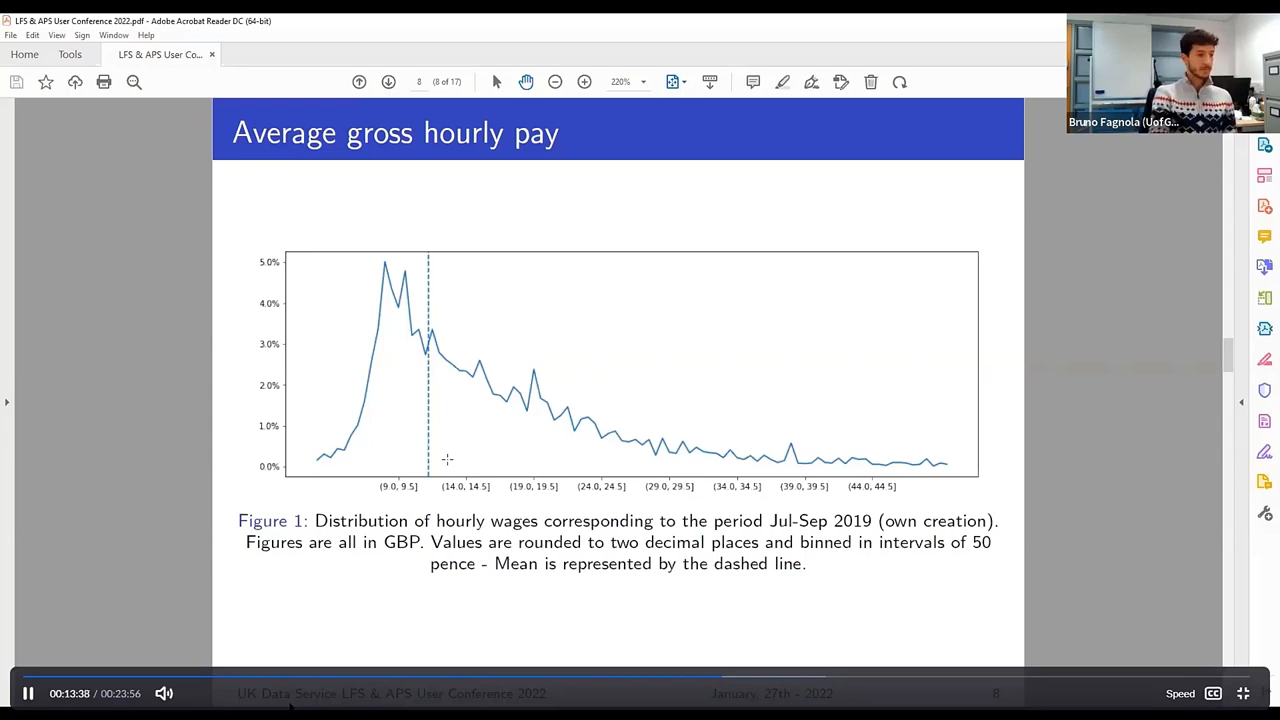 LFS & APS User Conference 2022.pdf - Adobe Acrobat Reader DC (64-bit)
File Edit View Sign Window Help
Home Tools LFS & APS User Co... ×
8 (8 of 17) 220%
Bruno Fagnola (UofG...
Average gross hourly pay
5.0%
4.0%
3.0%
2.0%
1.0%
0.0%
(9.0, 9.5] (14.0, 14.5] (19.0, 19.5] (24.0, 24.5] (29.0, 29.5] (34.0, 34.5] (39.0, 39.5] (44.0, 44.5]
Figure 1: Distribution of hourly wages corresponding to the period Jul-Sep 2019 (own creation).
Figures are all in GBP. Values are rounded to two decimal places and binned in intervals of 50
pence - Mean is represented by the dashed line.
00:13:38 / 00:23:56 Speed CC
UK Data Service LFS & APS User Conference 2022 January, 27th - 2022 8